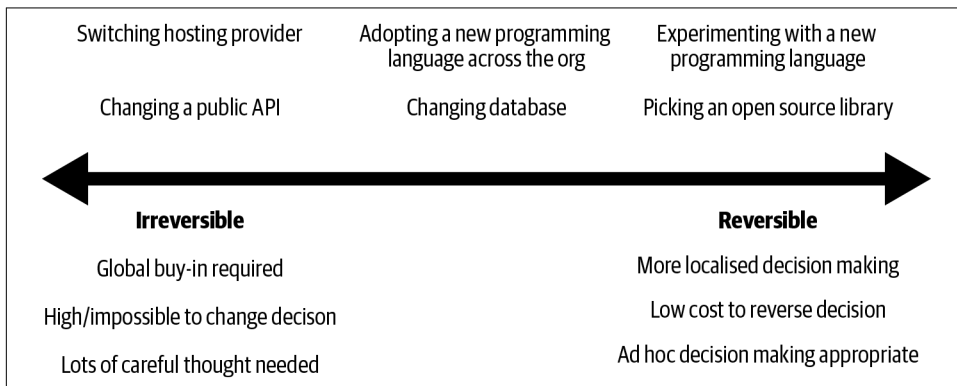 Switching hosting provider
Adopting a new programming
language across the org
Experimenting with a new
programming language
Changing a public API
Changing database
Picking an open source library
Irreversible
Reversible
Global buy-in required
More localised decision making
High/impossible to change decison
Low cost to reverse decision
Lots of careful thought needed
Ad hoc decision making appropriate